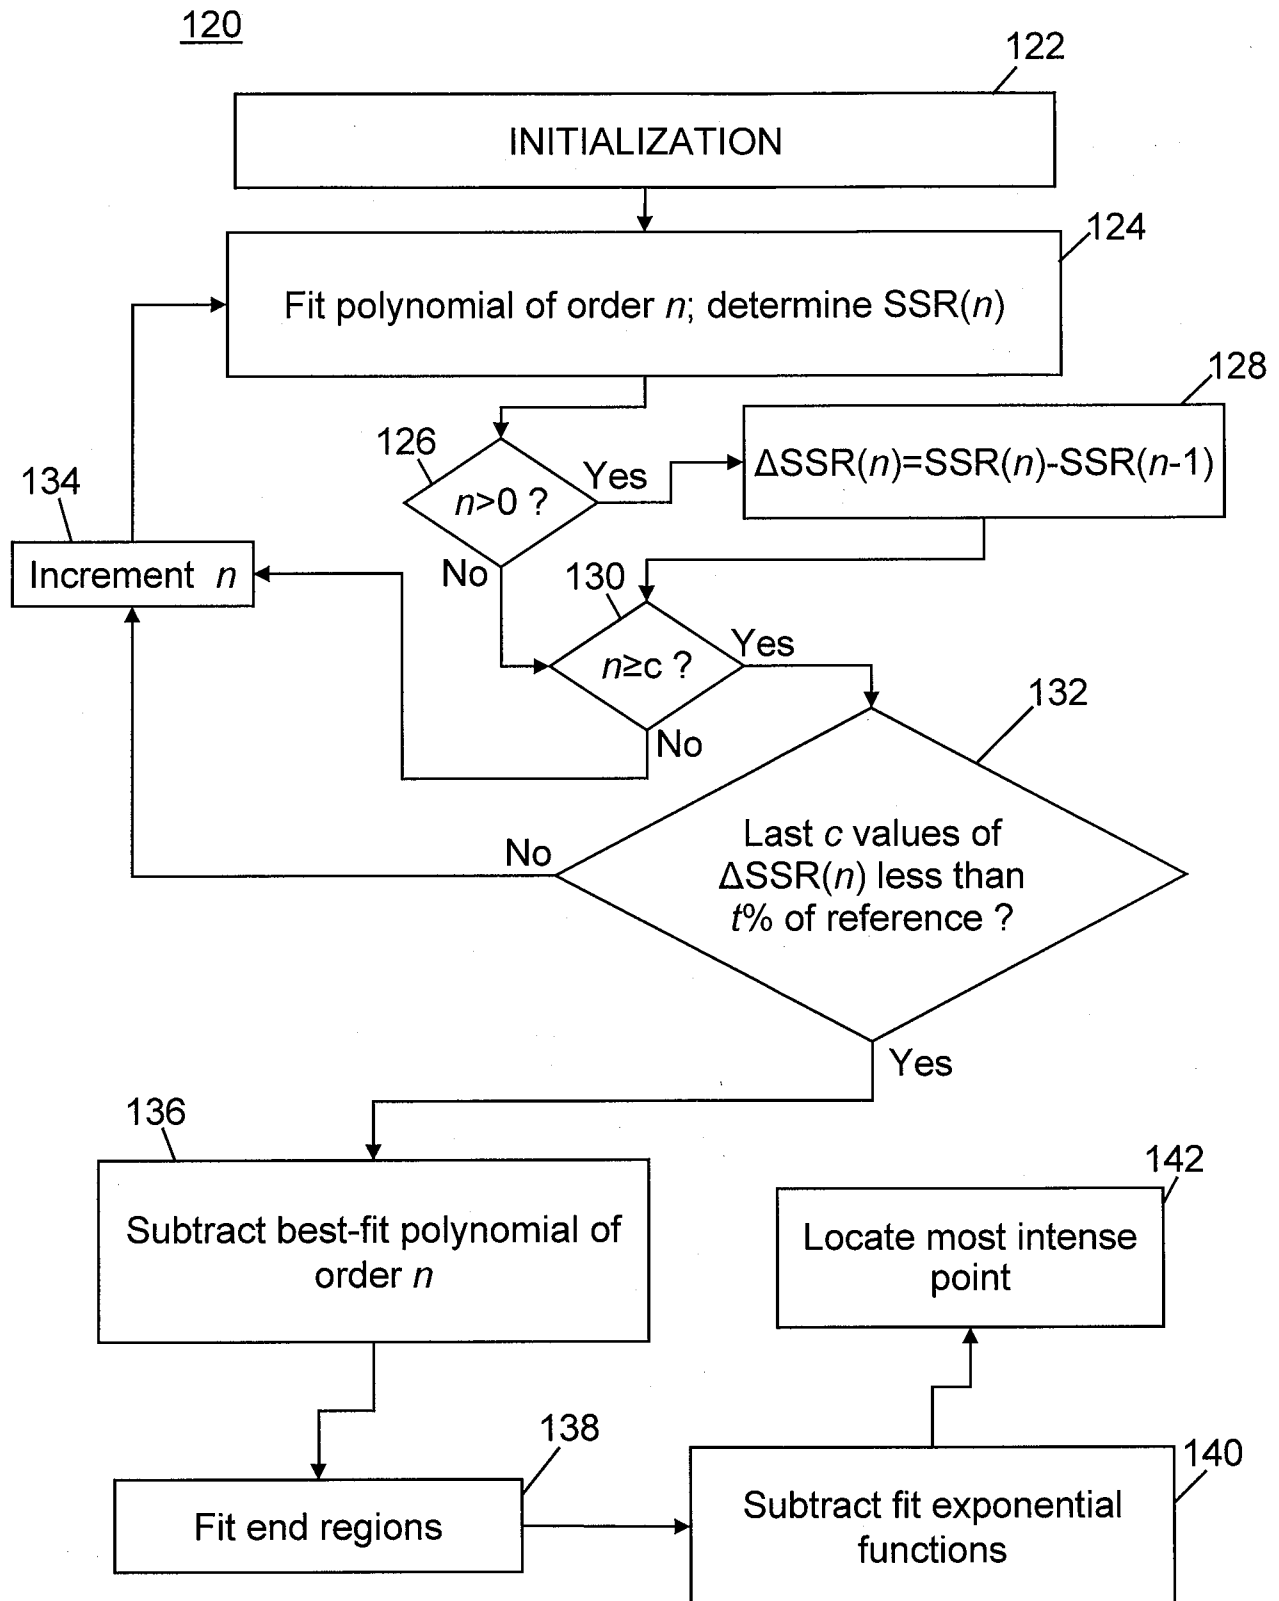 120
122
INITIALIZATION
124
Fit polynomial of order n; determine SSR(n)
128
ΔSSR(n)=SSR(n)-SSR(n-1)
126
n>0 ?
Yes
No
134
Increment n
130
n≥c ?
Yes
No
132
Last c values of
ΔSSR(n) less than
t% of reference ?
No
Yes
136
Subtract best-fit polynomial of
order n
142
Locate most intense
point
138
Fit end regions
140
Subtract fit exponential
functions